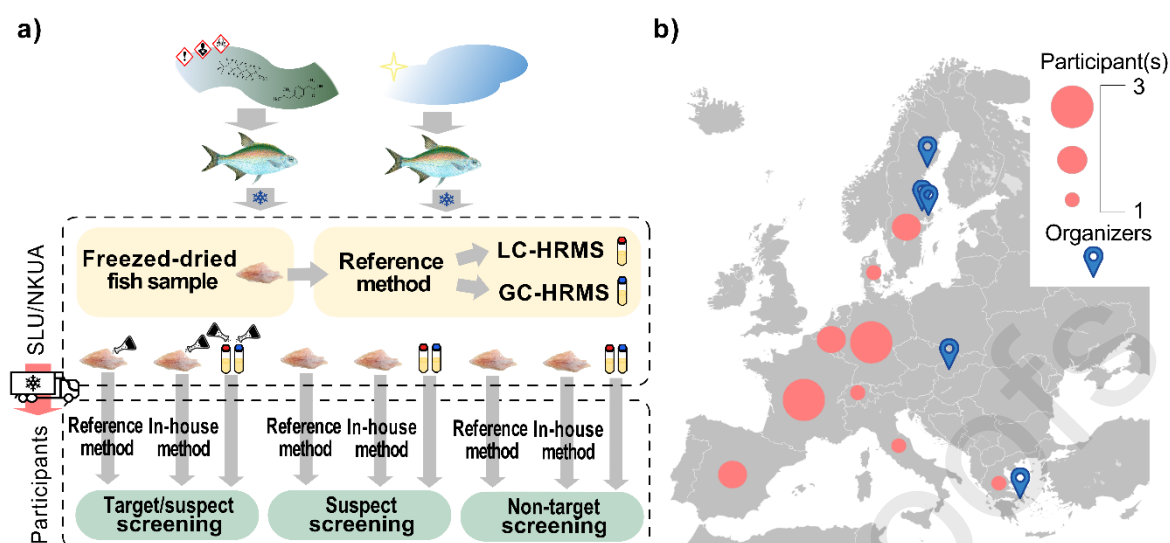 a)
Freezed-dried
fish sample
Reference
method
LC-HRMS
GC-HRMS
SLU/NKUA
Participants
Reference
method
In-house
method
Reference
method
In-house
method
Reference
method
In-house
method
Target/suspect
screening
Suspect
screening
Non-target
screening
b)
Participant(s)
3
1
Organizers
ofs